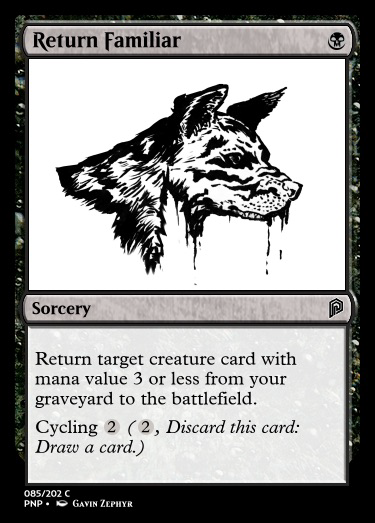 Return Familiar
Sorcery
Return target creature card with
mana value 3 or less from your
graveyard to the battlefield.
Cycling 2 (2, Discard this card:
Draw a card.)
085/202 C
PNP • Gavin Zephyr